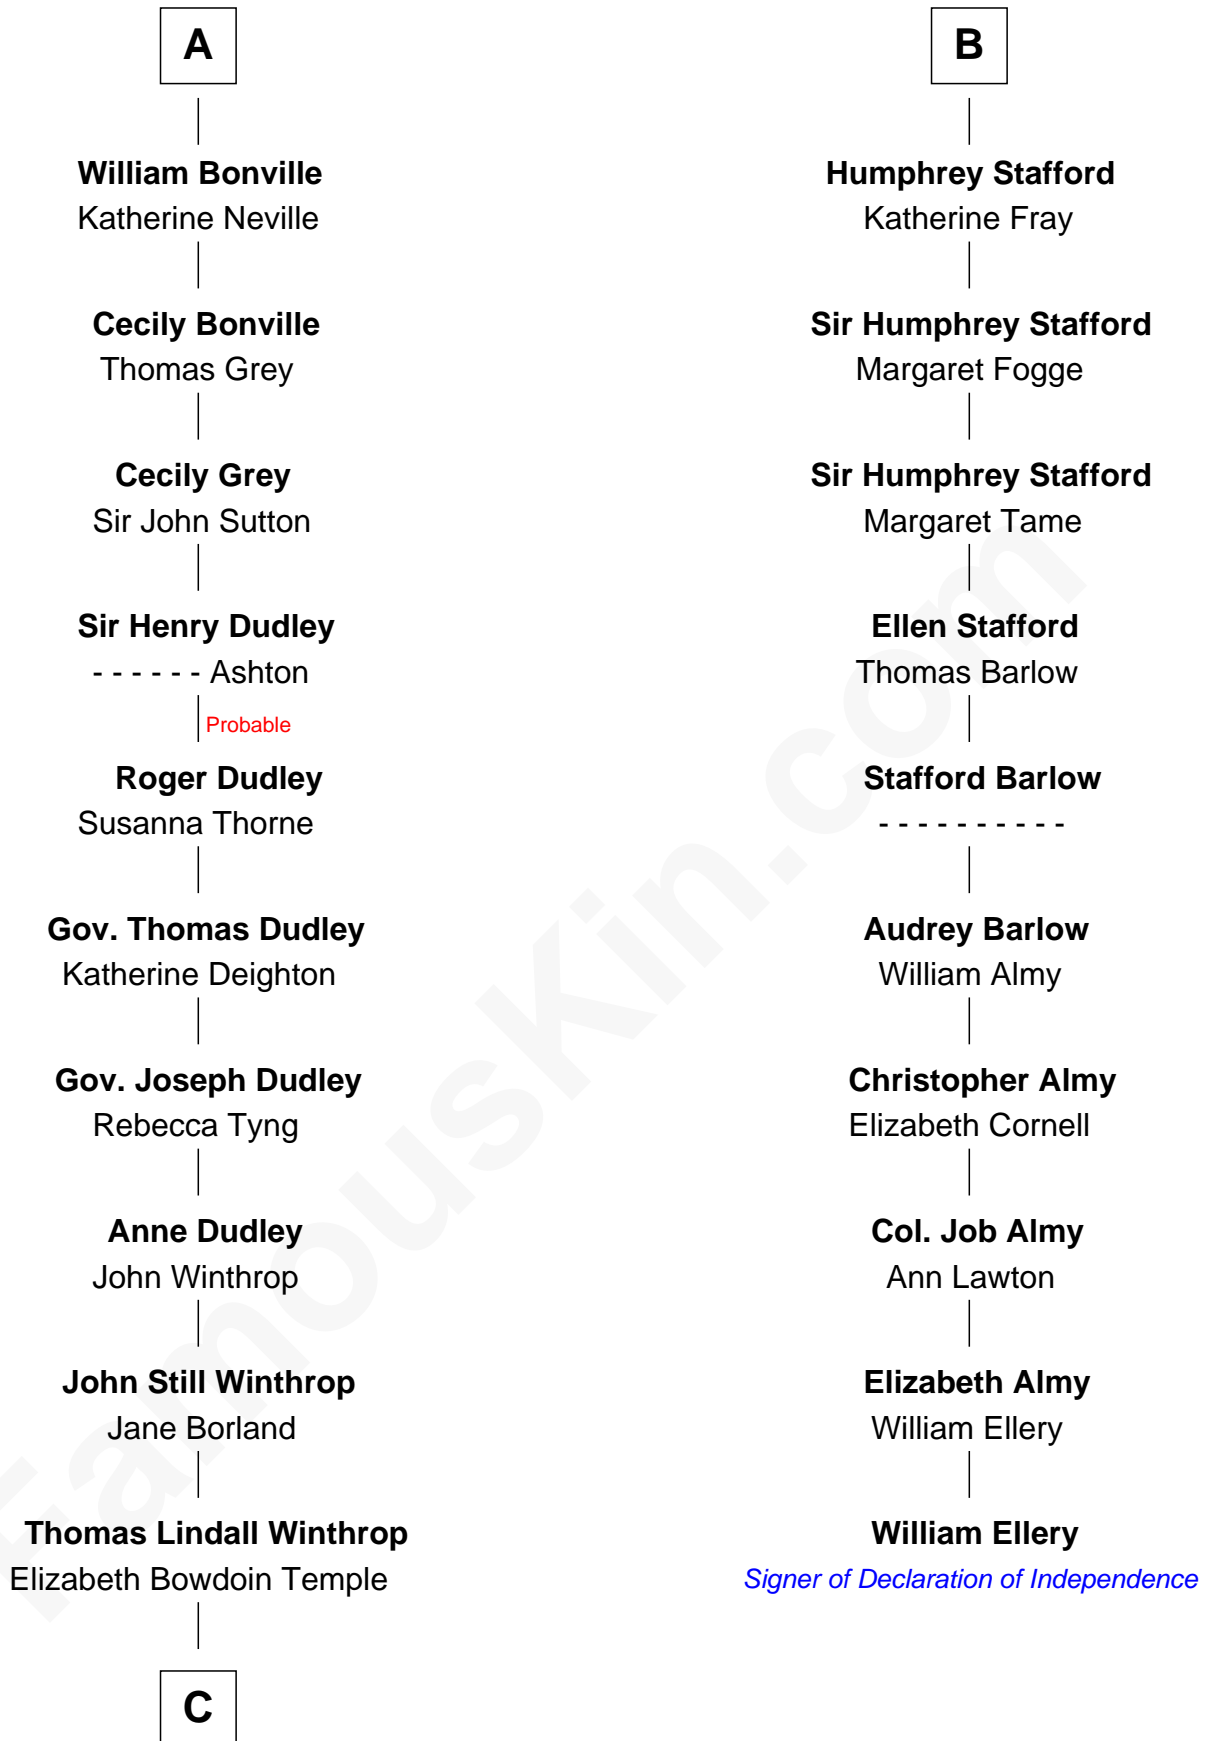 A
William Bonville
Katherine Neville
Cecily Bonville
Thomas Grey
Cecily Grey
Sir John Sutton
Sir Henry Dudley
- - - - - - Ashton
Probable
Roger Dudley
Susanna Thorne
Gov. Thomas Dudley
Katherine Deighton
Gov. Joseph Dudley
Rebecca Tyng
Anne Dudley
John Winthrop
John Still Winthrop
Jane Borland
Thomas Lindall Winthrop
Elizabeth Bowdoin Temple
C
B
Humphrey Stafford
Katherine Fray
Sir Humphrey Stafford
Margaret Fogge
Sir Humphrey Stafford
Margaret Tame
Ellen Stafford
Thomas Barlow
Stafford Barlow
- - - - - - - - - -
Audrey Barlow
William Almy
Christopher Almy
Elizabeth Cornell
Col. Job Almy
Ann Lawton
Elizabeth Almy
William Ellery
William Ellery
Signer of Declaration of Independence
FamousKin.com